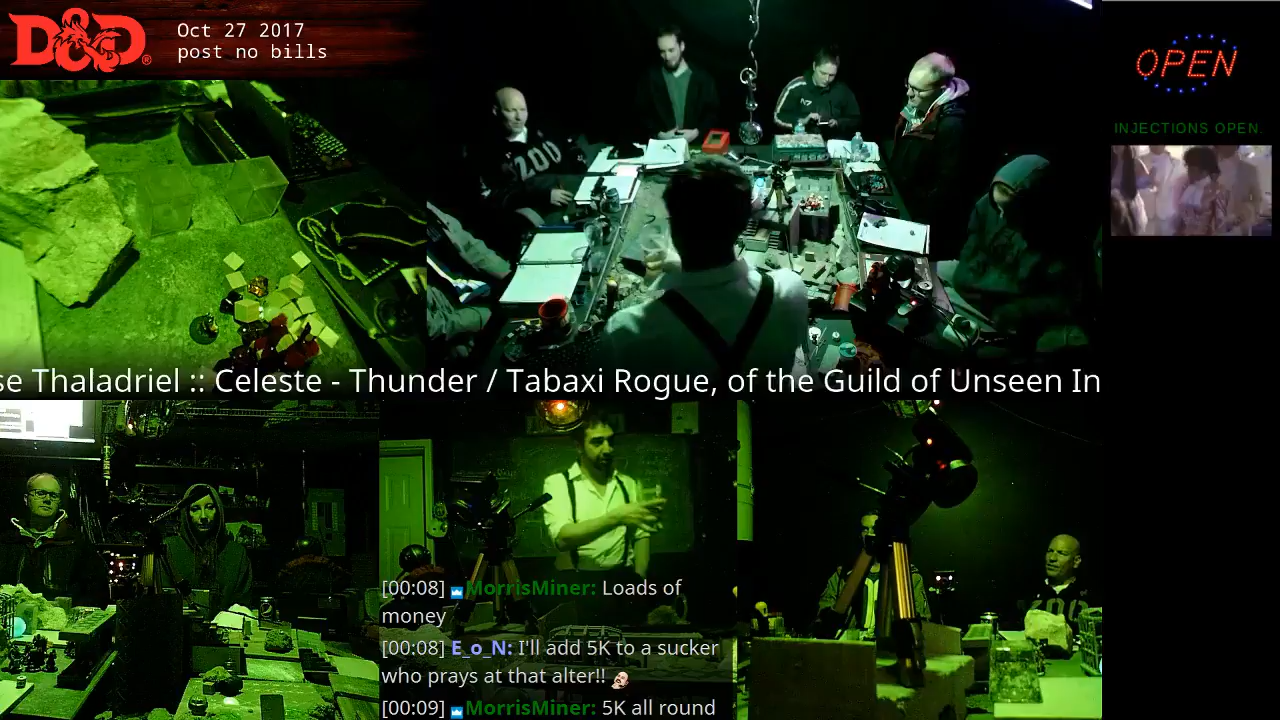 D&D®
Oct 27 2017
post no bills
OPEN
INJECTIONS OPEN.
200
N7
se Thaladriel :: Celeste - Thunder / Tabaxi Rogue, of the Guild of Unseen In
[00:08] MorrisMiner: Loads of
money
[00:08] E_o_N: I'll add 5K to a sucker
who prays at that alter!!
[00:09] MorrisMiner: 5K all round